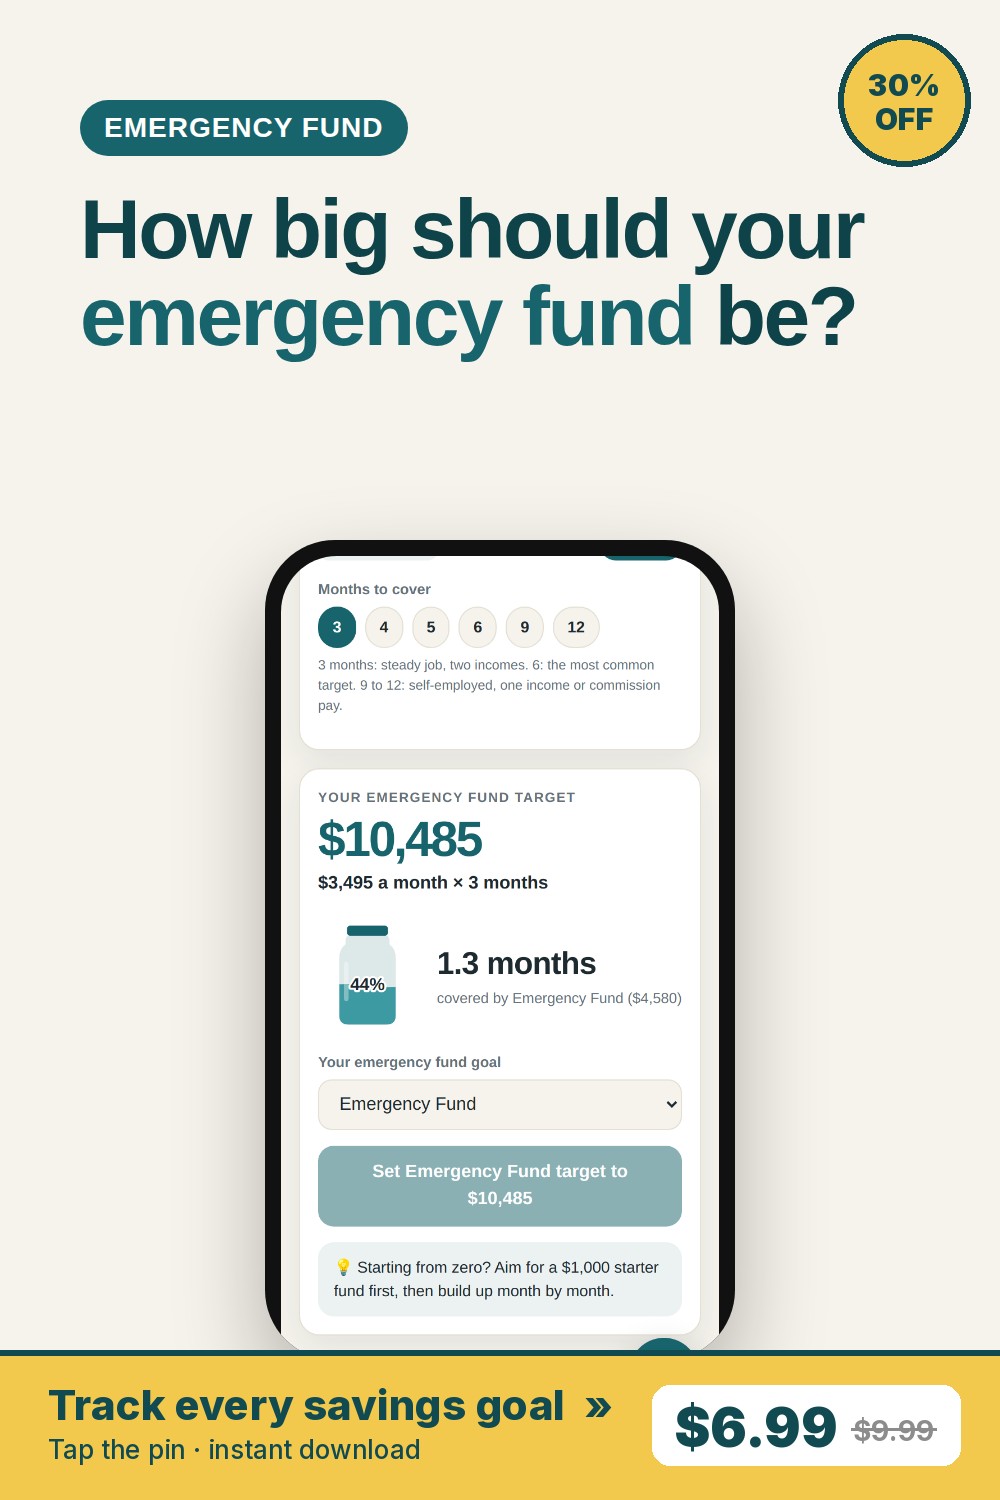 30%
OFF
EMERGENCY FUND
How big should your
emergency fund be?
Months to cover
3 4 5 6 9 12
3 months: steady job, two incomes. 6: the most common
target. 9 to 12: self-employed, one income or commission
pay.
YOUR EMERGENCY FUND TARGET
$10,485
$3,495 a month × 3 months
44%
1.3 months
covered by Emergency Fund ($4,580)
Your emergency fund goal
Emergency Fund
Set Emergency Fund target to
$10,485
💡 Starting from zero? Aim for a $1,000 starter
fund first, then build up month by month.
Track every savings goal »
Tap the pin · instant download
$6.99 $9.99